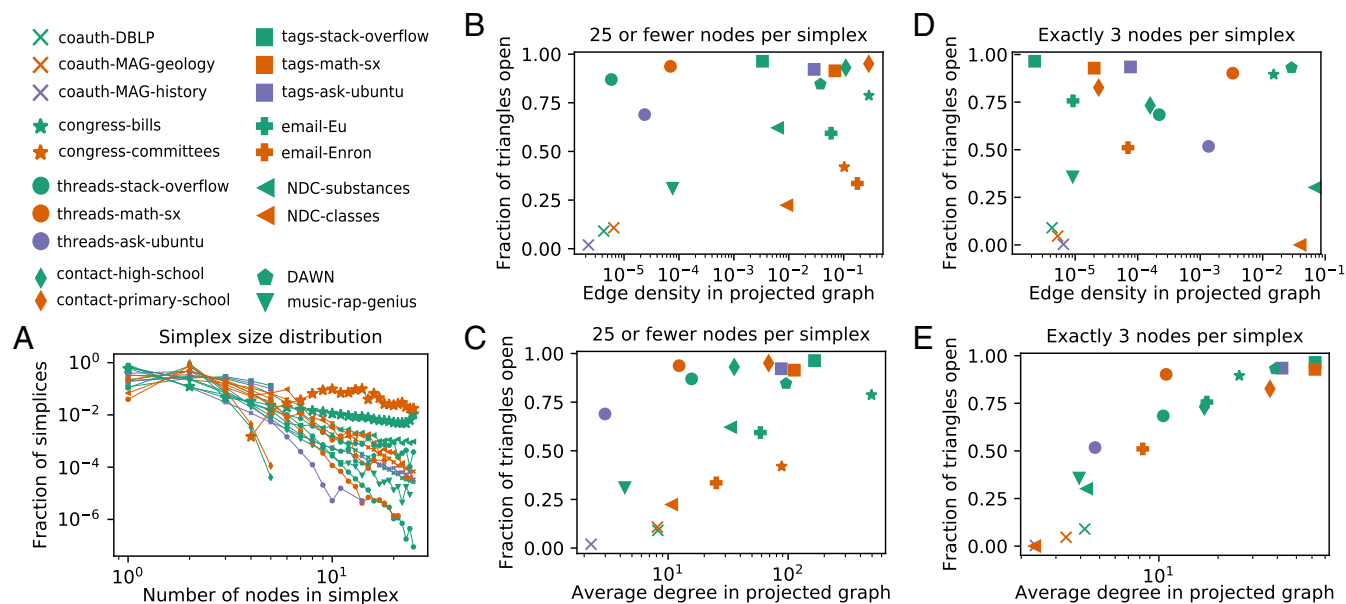 coauth-DBLP
coauth-MAG-geology
coauth-MAG-history
congress-bills
congress-committees
threads-stack-overflow
threads-math-sx
threads-ask-ubuntu
contact-high-school
contact-primary-school
tags-stack-overflow
tags-math-sx
tags-ask-ubuntu
email-Eu
email-Enron
NDC-substances
NDC-classes
DAWN
music-rap-genius
A
Simplex size distribution
Fraction of simplices
10^0
10^-2
10^-4
10^-6
10^0 10^1
Number of nodes in simplex
B
25 or fewer nodes per simplex
Fraction of triangles open
1.00
0.75
0.50
0.25
0.00
10^-5 10^-4 10^-3 10^-2 10^-1
Edge density in projected graph
C
25 or fewer nodes per simplex
Fraction of triangles open
1.00
0.75
0.50
0.25
0.00
10^1 10^2
Average degree in projected graph
D
Exactly 3 nodes per simplex
Fraction of triangles open
1.00
0.75
0.50
0.25
0.00
10^-5 10^-4 10^-3 10^-2 10^-1
Edge density in projected graph
E
Exactly 3 nodes per simplex
Fraction of triangles open
1.00
0.75
0.50
0.25
0.00
10^1
Average degree in projected graph